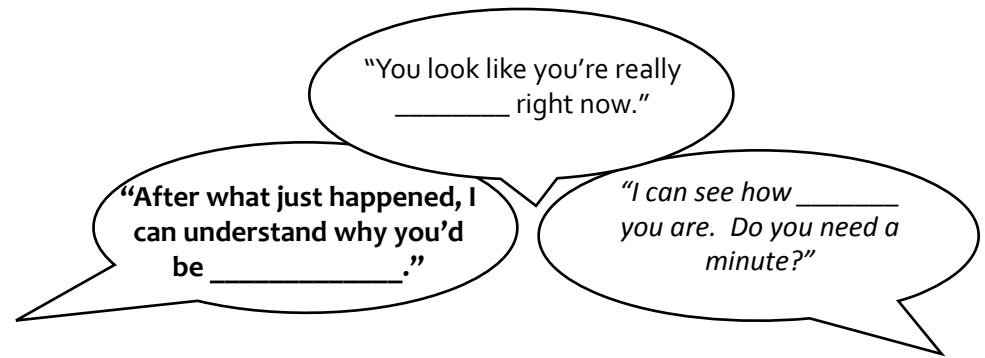 “You look like you’re really
________ right now.”
“After what just happened, I
can understand why you’d
be _____________.”
“I can see how _______
you are.  Do you need a
minute?”